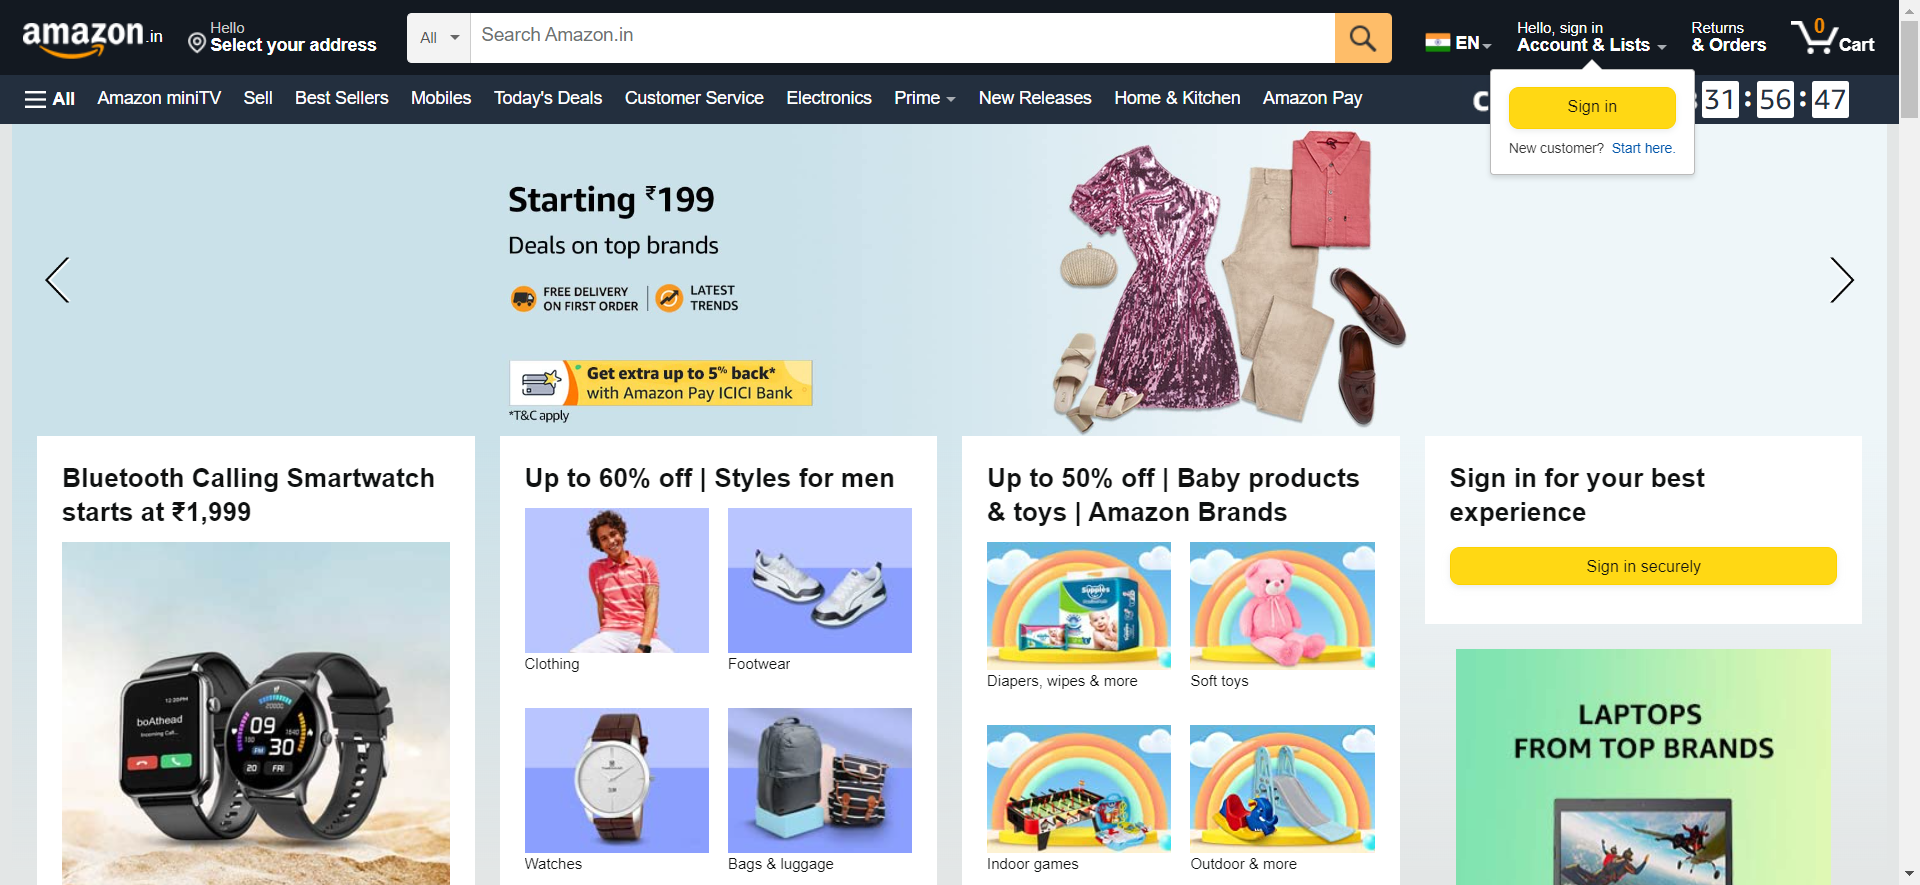 amazon.in
Hello
Select your address
All
Search Amazon.in
EN
Hello, sign in
Account & Lists
Returns
& Orders
0
Cart
All
Amazon miniTV
Sell
Best Sellers
Mobiles
Today's Deals
Customer Service
Electronics
Prime
New Releases
Home & Kitchen
Amazon Pay
31 : 56 : 47
Sign in
New customer? Start here.
Starting ₹199
Deals on top brands
FREE DELIVERY
ON FIRST ORDER
LATEST
TRENDS
Get extra up to 5% back*
with Amazon Pay ICICI Bank
*T&C apply
Bluetooth Calling Smartwatch
starts at ₹1,999
12:20PM
boAthead
Incoming Call...
09
30
PM
20 FRI
Up to 60% off | Styles for men
Clothing
Footwear
Watches
Bags & luggage
Up to 50% off | Baby products
& toys | Amazon Brands
Supples
Diapers, wipes & more
Soft toys
Indoor games
Outdoor & more
Sign in for your best
experience
Sign in securely
LAPTOPS
FROM TOP BRANDS